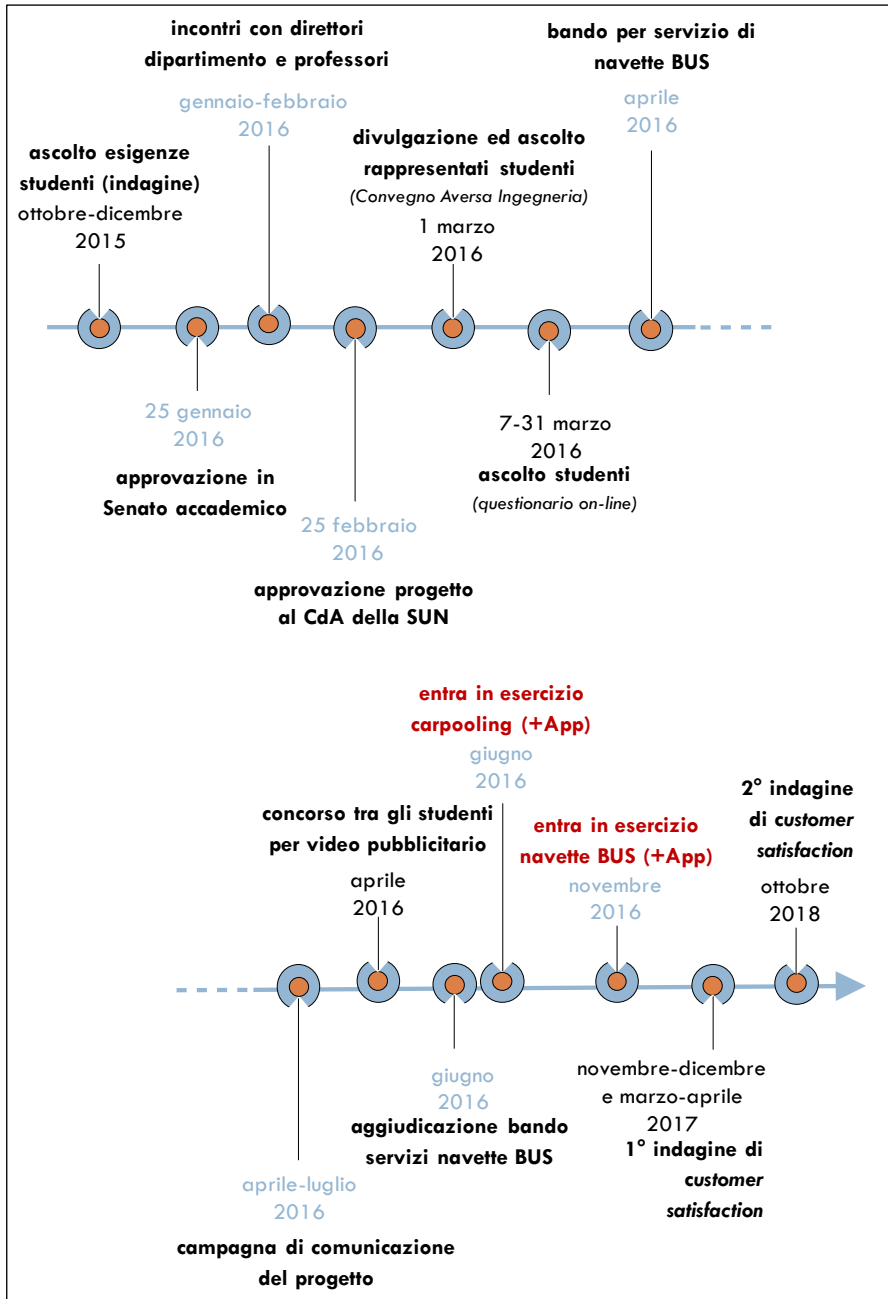 incontri con direttori
dipartimento e professori
gennaio-febbraio
2016
bando per servizio di
navette BUS
aprile
2016
ascolto esigenze
studenti (indagine)
ottobre-dicembre
2015
divulgazione ed ascolto
rappresentati studenti
(Convegno Aversa Ingegneria)
1 marzo
2016
25 gennaio
2016
approvazione in
Senato accademico
25 febbraio
2016
approvazione progetto
al CdA della SUN
7-31 marzo
2016
ascolto studenti
(questionario on-line)
entra in esercizio
carpooling (+App)
giugno
2016
concorso tra gli studenti
per video pubblicitario
aprile
2016
entra in esercizio
navette BUS (+App)
novembre
2016
2° indagine
di customer
satisfaction
ottobre
2018
aprile-luglio
2016
campagna di comunicazione
del progetto
giugno
2016
aggiudicazione bando
servizi navette BUS
novembre-dicembre
e marzo-aprile
2017
1° indagine di
customer
satisfaction